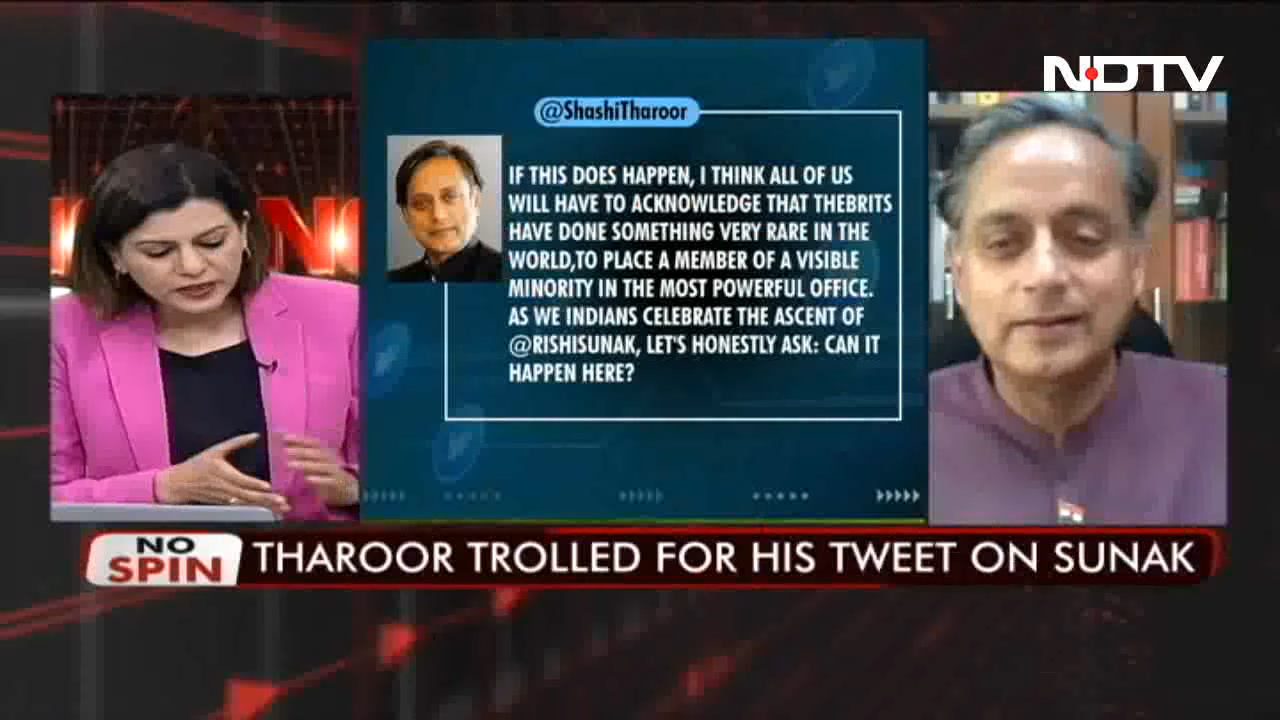 NDTV
@ShashiTharoor
IF THIS DOES HAPPEN, I THINK ALL OF US
WILL HAVE TO ACKNOWLEDGE THAT THEBRITS
HAVE DONE SOMETHING VERY RARE IN THE
WORLD,TO PLACE A MEMBER OF A VISIBLE
MINORITY IN THE MOST POWERFUL OFFICE.
AS WE INDIANS CELEBRATE THE ASCENT OF
@RISHISUNAK, LET'S HONESTLY ASK: CAN IT
HAPPEN HERE?
NO
SPIN
THAROOR TROLLED FOR HIS TWEET ON SUNAK